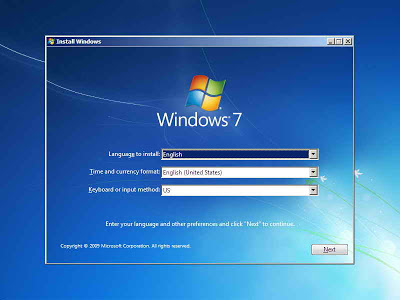 Install Windows
Windows 7
Language to install: English
Time and currency format: English (United States)
Keyboard or input method: US
Enter your language and other preferences and click "Next" to continue.
Copyright © 2009 Microsoft Corporation. All rights reserved.
Next